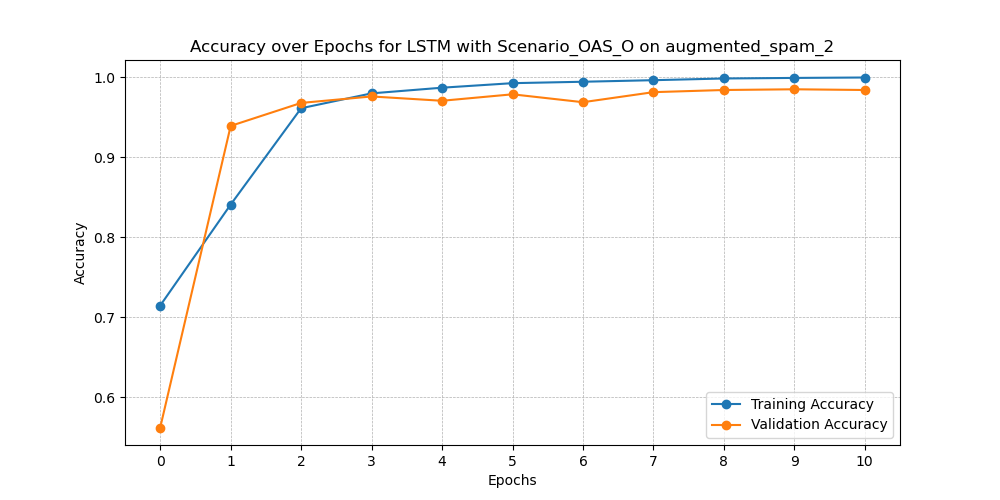 Accuracy over Epochs for LSTM with Scenario_OAS_O on augmented_spam_2
Accuracy
1.0
0.9
0.8
0.7
0.6
0 1 2 3 4 5 6 7 8 9 10
Epochs
Training Accuracy
Validation Accuracy